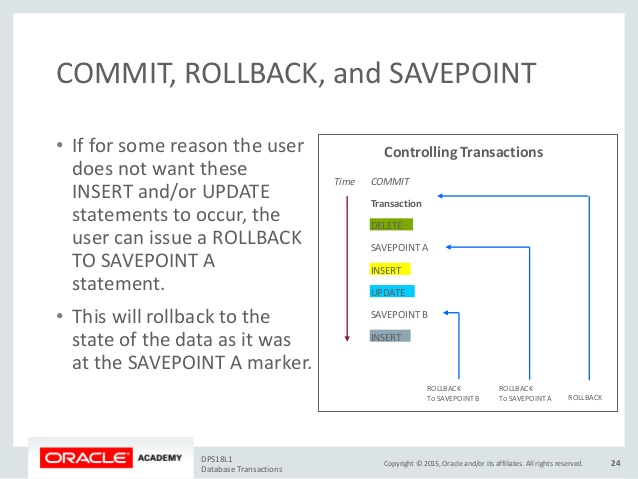 COMMIT, ROLLBACK, and SAVEPOINT
• If for some reason the user
does not want these
INSERT and/or UPDATE
statements to occur, the
user can issue a ROLLBACK
TO SAVEPOINT A
statement.
• This will rollback to the
state of the data as it was
at the SAVEPOINT A marker.
Controlling Transactions
Time COMMIT
Transaction
DELETE
SAVEPOINT A
INSERT
UPDATE
SAVEPOINT B
INSERT
ROLLBACK
To SAVEPOINT B
ROLLBACK
To SAVEPOINT A
ROLLBACK
ORACLE ACADEMY
DPS18L1
Database Transactions
Copyright © 2015, Oracle and/or its affiliates. All rights reserved. 24